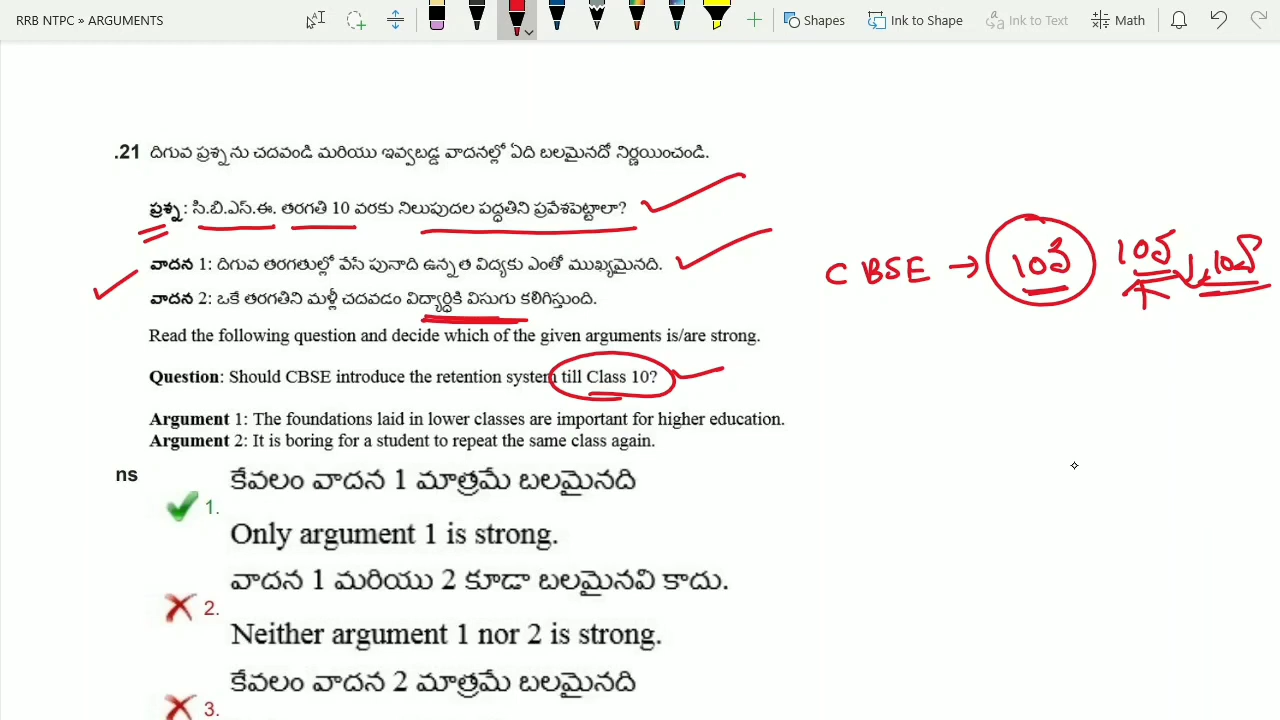 RRB NTPC » ARGUMENTS
Shapes
Ink to Shape
Ink to Text
Math
.21 దిగువ ప్రశ్నను చదవండి మరియు ఇవ్వబడ్డ వాదనల్లో ఏది బలమైనదో నిర్ణయించండి.
ప్రశ్న: సి.బి.ఎస్.ఈ. తరగతి 10 వరకు నిలుపుదల పద్ధతిని ప్రవేశపెట్టాలా?
వాదన 1: దిగువ తరగతుల్లో వేసే పునాది ఉన్నత విద్యకు ఎంతో ముఖ్యమైనది.
వాదన 2: ఒకే తరగతిని మళ్లీ చదవడం విద్యార్థికి విసుగు కలిగిస్తుంది.
CBSE → 10వ 10వ 10వ
Read the following question and decide which of the given arguments is/are strong.
Question: Should CBSE introduce the retention system till Class 10?
Argument 1: The foundations laid in lower classes are important for higher education.
Argument 2: It is boring for a student to repeat the same class again.
ns
1. కేవలం వాదన 1 మాత్రమే బలమైనది
Only argument 1 is strong.
2. వాదన 1 మరియు 2 కూడా బలమైనవి కాదు.
Neither argument 1 nor 2 is strong.
3. కేవలం వాదన 2 మాత్రమే బలమైనది